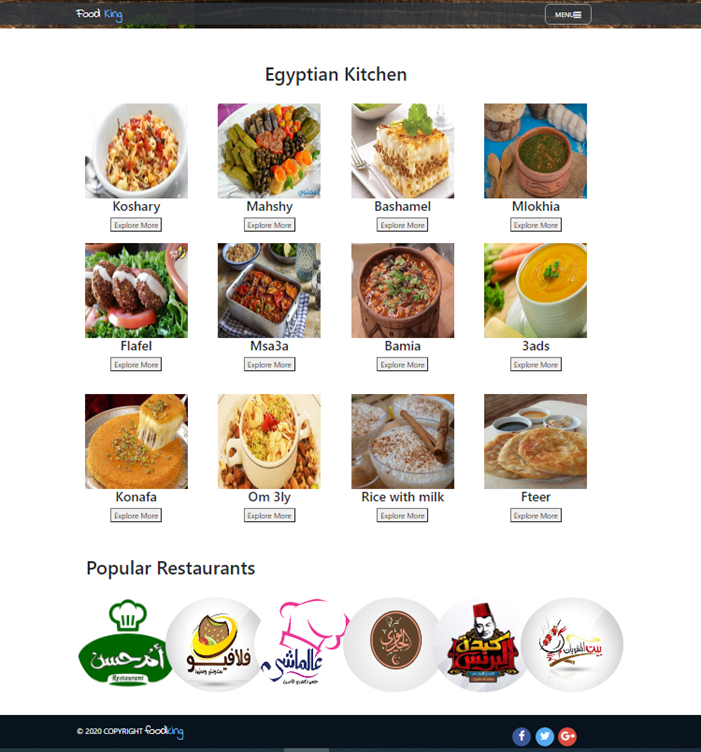 Food King
MENU
Egyptian Kitchen
Koshary
Mahshy
Bashamel
Mlokhia
Explore More
Explore More
Explore More
Explore More
Flafel
Msa3a
Bamia
3ads
Explore More
Explore More
Explore More
Explore More
Konafa
Om 3ly
Rice with milk
Fteer
Explore More
Explore More
Explore More
Explore More
Popular Restaurants
أم حسن
Restaurant
فلافيو
عالماشي
كبدة
البرنس
بيت المشويات
© 2020 COPYRIGHT foodking